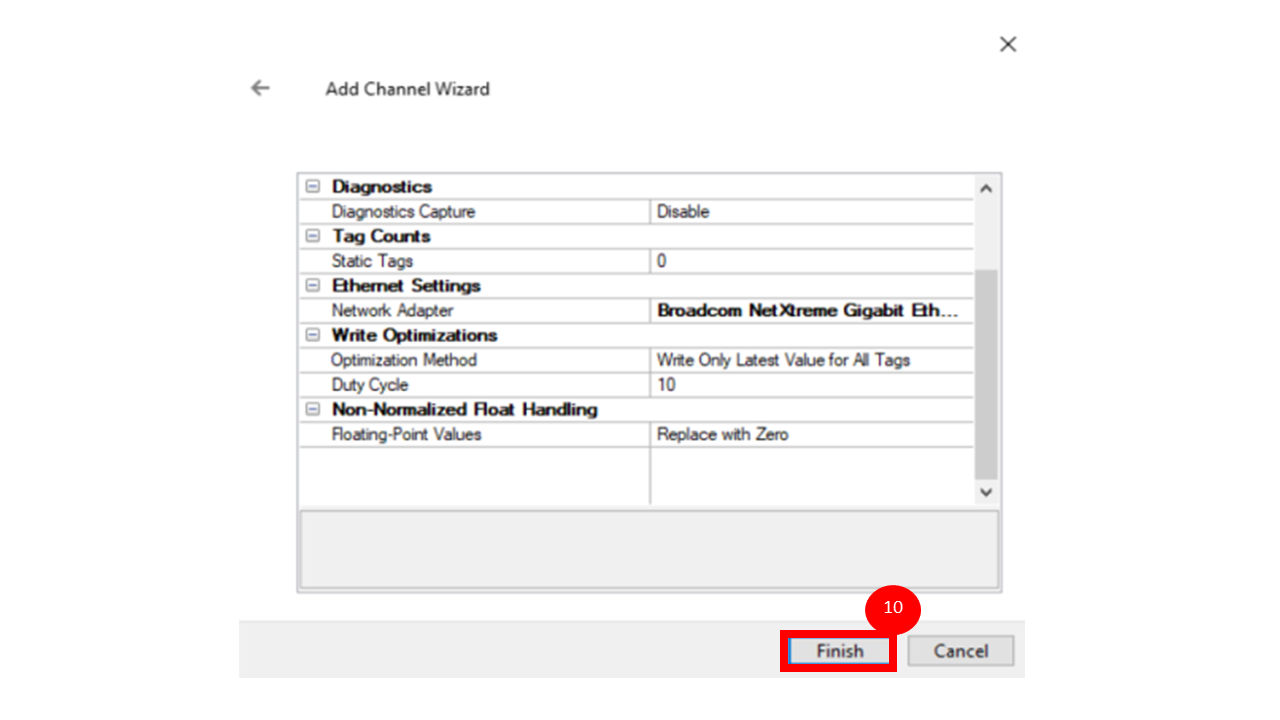 Add Channel Wizard
Diagnostics
Diagnostics Capture Disable
Tag Counts
Static Tags 0
Ethernet Settings
Network Adapter Broadcom NetXtreme Gigabit Eth...
Write Optimizations
Optimization Method Write Only Latest Value for All Tags
Duty Cycle 10
Non-Normalized Float Handling
Floating-Point Values Replace with Zero
10
Finish Cancel